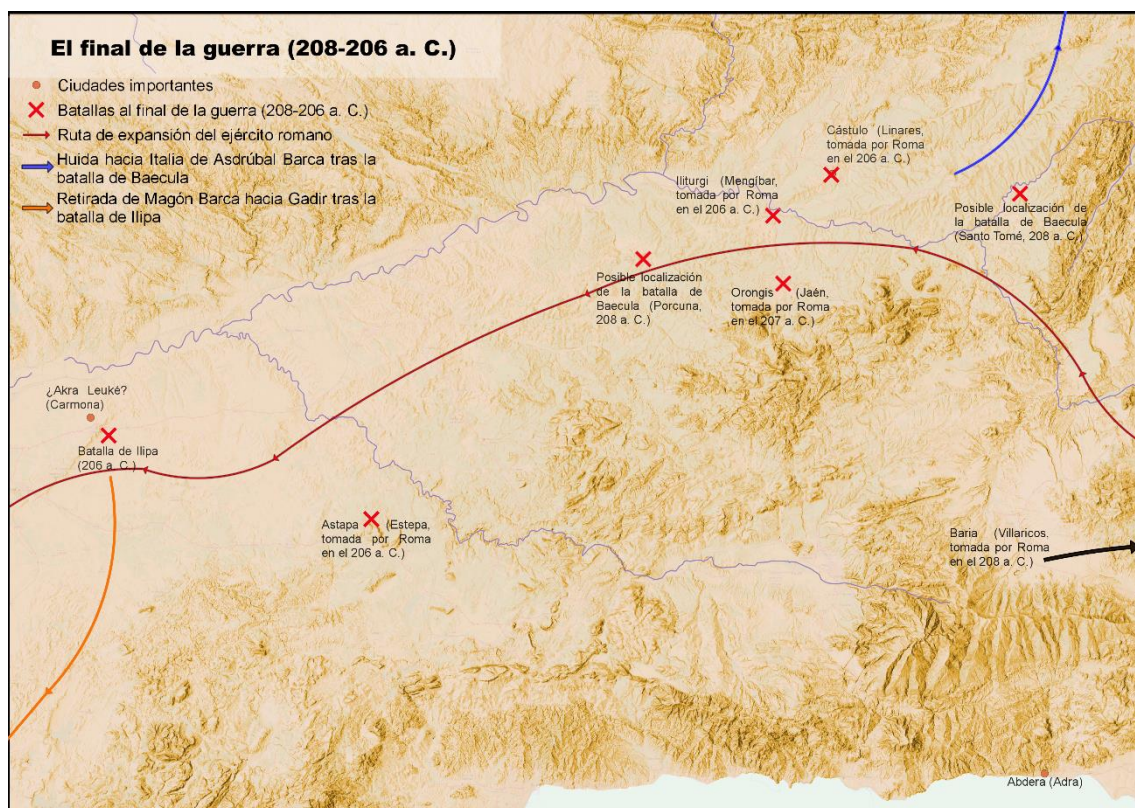 El final de la guerra (208-206 a. C.)
Ciudades importantes
Batallas al final de la guerra (208-206 a. C.)
Ruta de expansión del ejército romano
Huida hacia Italia de Asdrúbal Barca tras la
batalla de Baecula
Retirada de Magón Barca hacia Gadir tras la
batalla de Ilipa
Cástulo (Linares,
tomada por Roma
en el 206 a. C.)
Iliturgi (Mengíbar,
tomada por Roma
en el 206 a. C.)
Posible localización de
la batalla de Baecula
(Santo Tomé, 208 a. C.)
Posible localización
de la batalla de
Baecula (Porcuna,
208 a. C.)
Orongis (Jaén,
tomada por Roma
en el 207 a. C.)
¿Akra Leuké?
(Carmona)
Batalla de Ilipa
(206 a. C.)
Astapa (Estepa,
tomada por Roma
en el 206 a. C.)
Baria (Villaricos,
tomada por Roma
en el 208 a. C.)
Abdera (Adra)